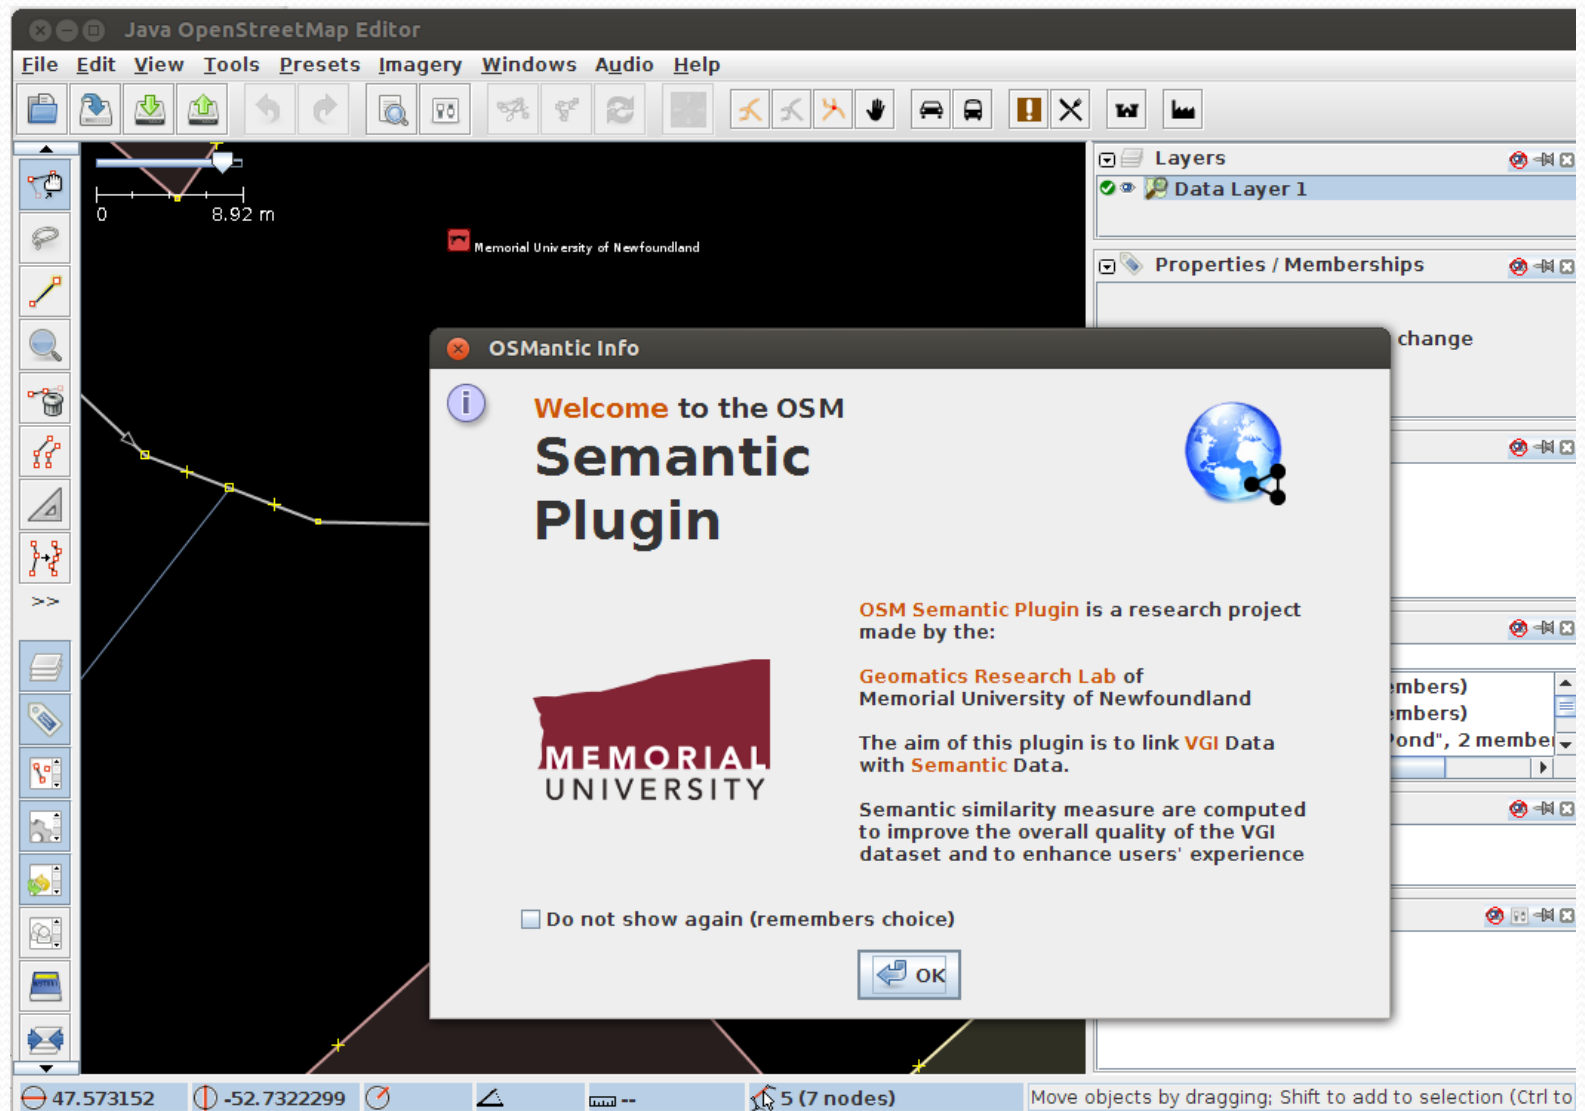 Java OpenStreetMap Editor
File Edit View Tools Presets Imagery Windows Audio Help
0 8.92 m
Memorial University of Newfoundland
Layers
Data Layer 1
Properties / Memberships
change
OSMantic Info
Welcome to the OSM
Semantic
Plugin
OSM Semantic Plugin is a research project
made by the:
Geomatics Research Lab of
Memorial University of Newfoundland
The aim of this plugin is to link VGI Data
with Semantic Data.
Semantic similarity measure are computed
to improve the overall quality of the VGI
dataset and to enhance users' experience
MEMORIAL
UNIVERSITY
Do not show again (remembers choice)
OK
>>
embers)
embers)
Pond", 2 member
47.573152 -52.7322299 -- 5 (7 nodes) Move objects by dragging; Shift to add to selection (Ctrl to